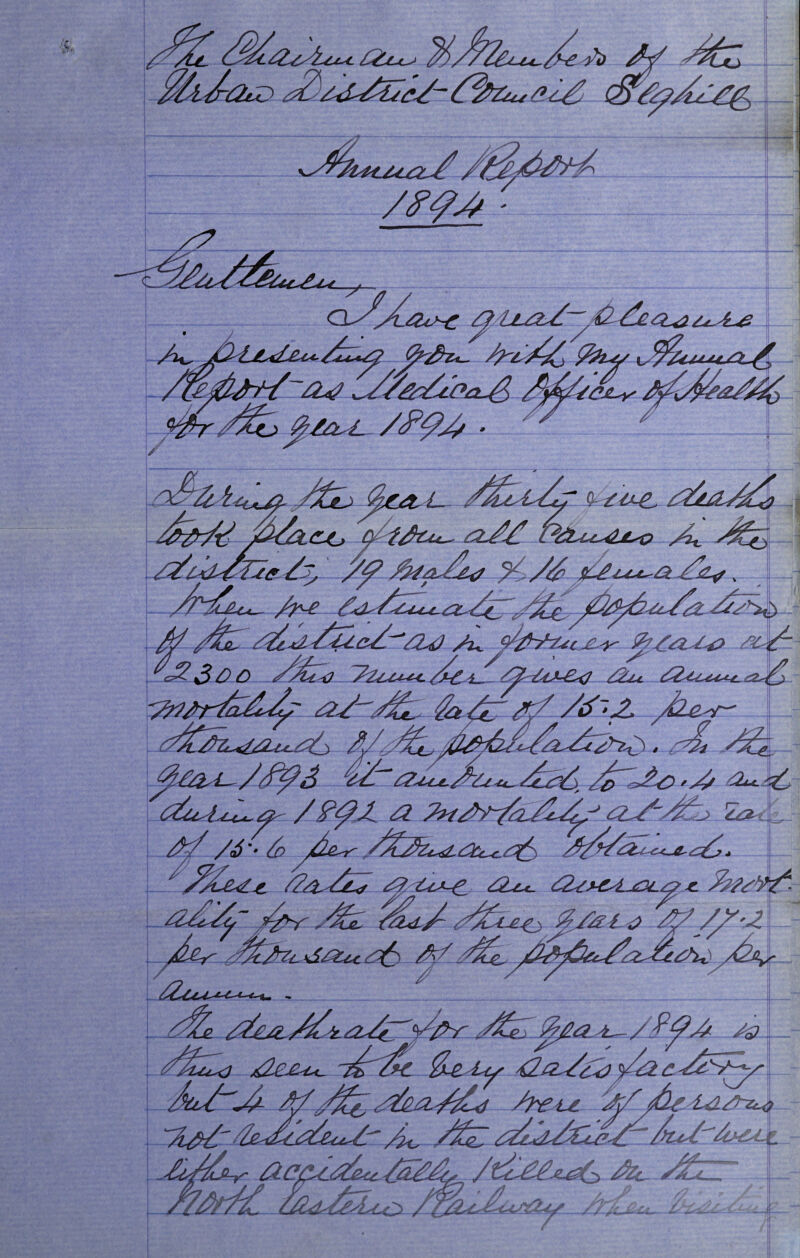 The Chairman & Members of the
Urban District Council Seghill
Annual Report
1894.
Gentlemen,
I have great pleasure
in presenting you with my Annual
Report as Medical Officer of Health
for the year 1894.
During the year thirty five deaths
took place from all causes in the
district, 19 males & 16 females.
When we estimate the population
of the district as in former years at
2300 this number gives an annual
mortality at the rate of 15.2 per
thousand of the population. In the
year 1893 it amounted to 20.4 and
during 1892 a mortality at the rate
of 15.6 per thousand obtained.
These rates give an average mort-
ality for the last three years of 17.2
per thousand of the population per
annum.
The deathrate for the year 1894 is
thus seen to be very satisfactory
but 4 of the deaths were of persons
not resident in the district but were
either accidentally killed on the
North Eastern Railway when visiting